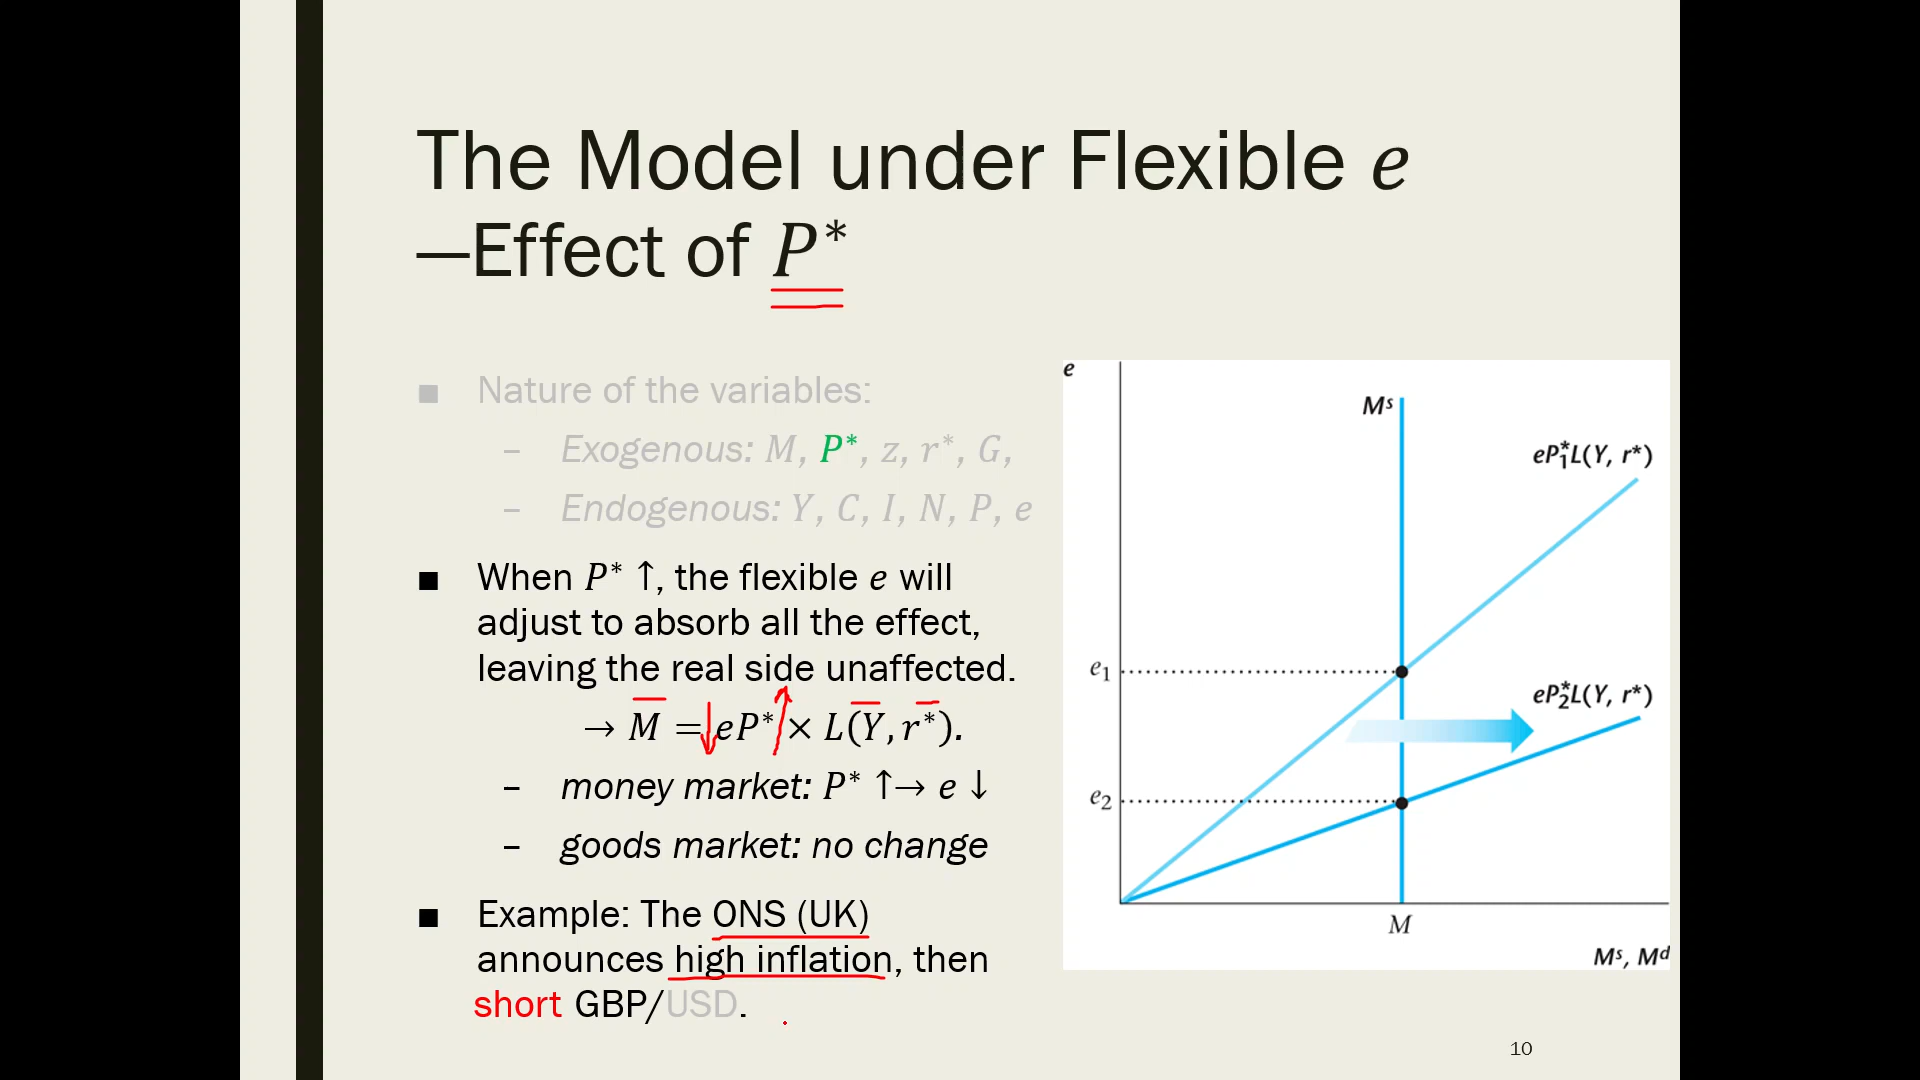 The Model under Flexible e
—Effect of P*
■ Nature of the variables:
– Exogenous: M, P*, z, r*, G,
– Endogenous: Y, C, I, N, P, e
■ When P* ↑, the flexible e will
adjust to absorb all the effect,
leaving the real side unaffected.
→ M = eP* × L(Y, r*).
– money market: P* ↑→ e ↓
– goods market: no change
■ Example: The ONS (UK)
announces high inflation, then
short GBP/USD.
e
Mˢ
eP₁*L(Y, r*)
e₁
eP₂*L(Y, r*)
e₂
M
Mˢ, Mᵈ
10